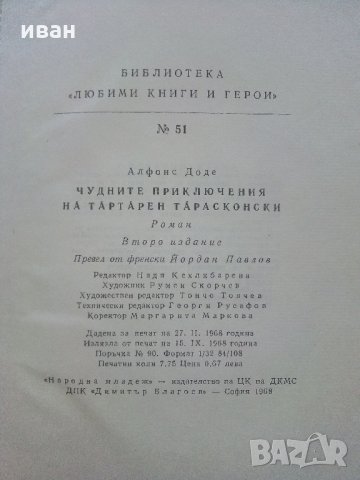 иван
БИБЛИОТЕКА
«ЛЮБИМИ КНИГИ И ГЕРОИ»
№ 51
Алфонс Доде
ЧУДНИТЕ ПРИКЛЮЧЕНИЯ
НА ТАРТАРЕН ТАРАСКОНСКИ
Роман
Второ издание
Превел от френски Йордан Павлов
Редактор Надя Кехлибарева
Художник Румен Скорчев
Художествен редактор Тончо Тончев
Технически редактор Георги Русафов
Коректор Маргарита Маркова
Дадена за печат на 27. II. 1968 година
Излязла от печат на 15. IX. 1968 година
Поръчка № 90. Формат 1/32 84/108
Печатни коли 7,75 Цена 0,67 лева
«Народна младеж» — издателство на ЦК на ДКМС
ДПК «Димитър Благоев» — София 1968
BAZAR